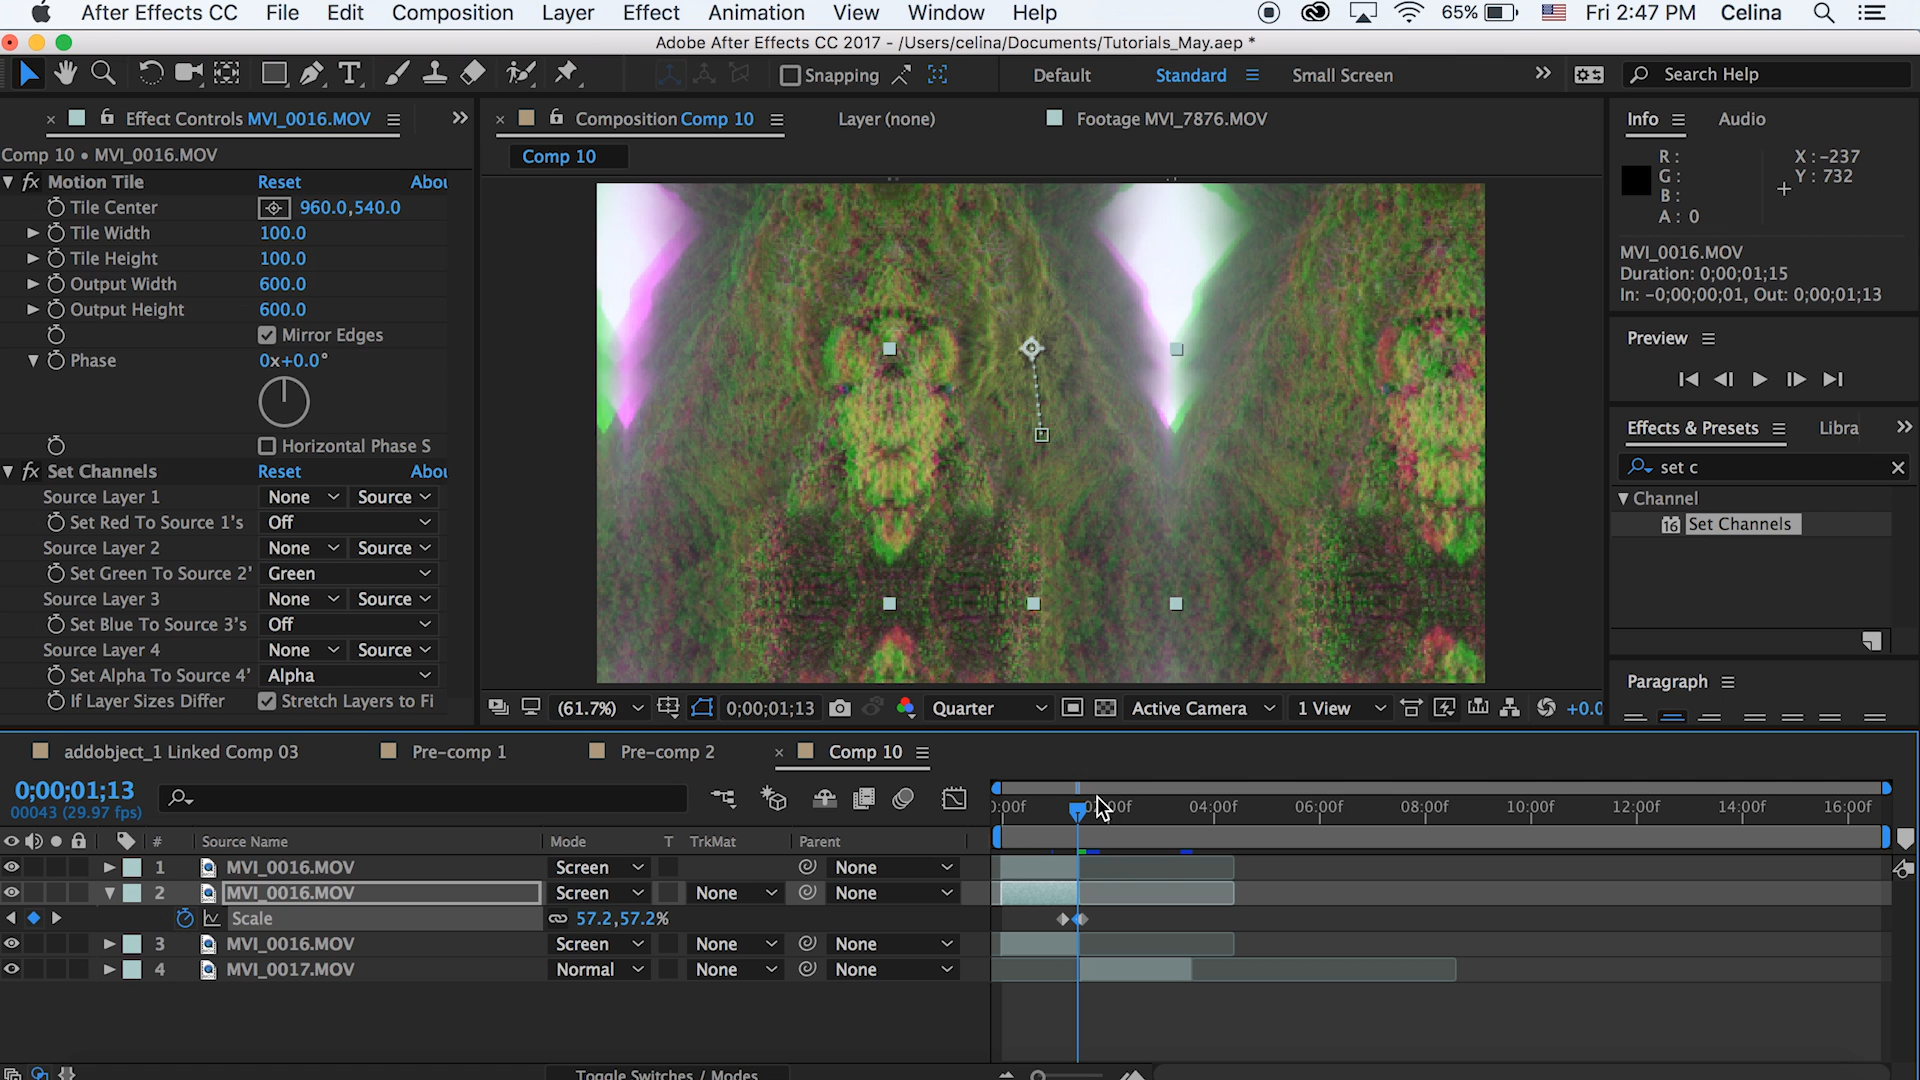 After Effects CC File Edit Composition Layer Effect Animation View Window Help 65% Fri 2:47 PM Celina
Adobe After Effects CC 2017 - /Users/celina/Documents/Tutorials_May.aep *
Snapping Default Standard Small Screen Search Help
Effect Controls MVI_0016.MOV
Comp 10 • MVI_0016.MOV
fx Motion Tile Reset Abou
Tile Center 960.0,540.0
Tile Width 100.0
Tile Height 100.0
Output Width 600.0
Output Height 600.0
Mirror Edges
Phase 0x+0.0°
Horizontal Phase S
fx Set Channels Reset Abou
Source Layer 1 None Source
Set Red To Source 1's Off
Source Layer 2 None Source
Set Green To Source 2' Green
Source Layer 3 None Source
Set Blue To Source 3's Off
Source Layer 4 None Source
Set Alpha To Source 4' Alpha
If Layer Sizes Differ Stretch Layers to Fi
Composition Comp 10 Layer (none) Footage MVI_7876.MOV
Comp 10
(61.7%) 0;00;01;13 Quarter Active Camera 1 View +0.0
Info Audio
R: X: -237
G: Y: 732
B:
A: 0
MVI_0016.MOV
Duration: 0;00;01;15
In: -0;00;00;01, Out: 0;00;01;13
Preview
Effects & Presets Libra
set c
Channel
16 Set Channels
Paragraph
addobject_1 Linked Comp 03 Pre-comp 1 Pre-comp 2 Comp 10
0;00;01;13
00043 (29.97 fps)
04:00f 06:00f 08:00f 10:00f 12:00f 14:00f 16:00f
# Source Name Mode T TrkMat Parent
1 MVI_0016.MOV Screen None
2 MVI_0016.MOV Screen None None
Scale 57.2,57.2%
3 MVI_0016.MOV Screen None None
4 MVI_0017.MOV Normal None None
Toggle Switches / Modes